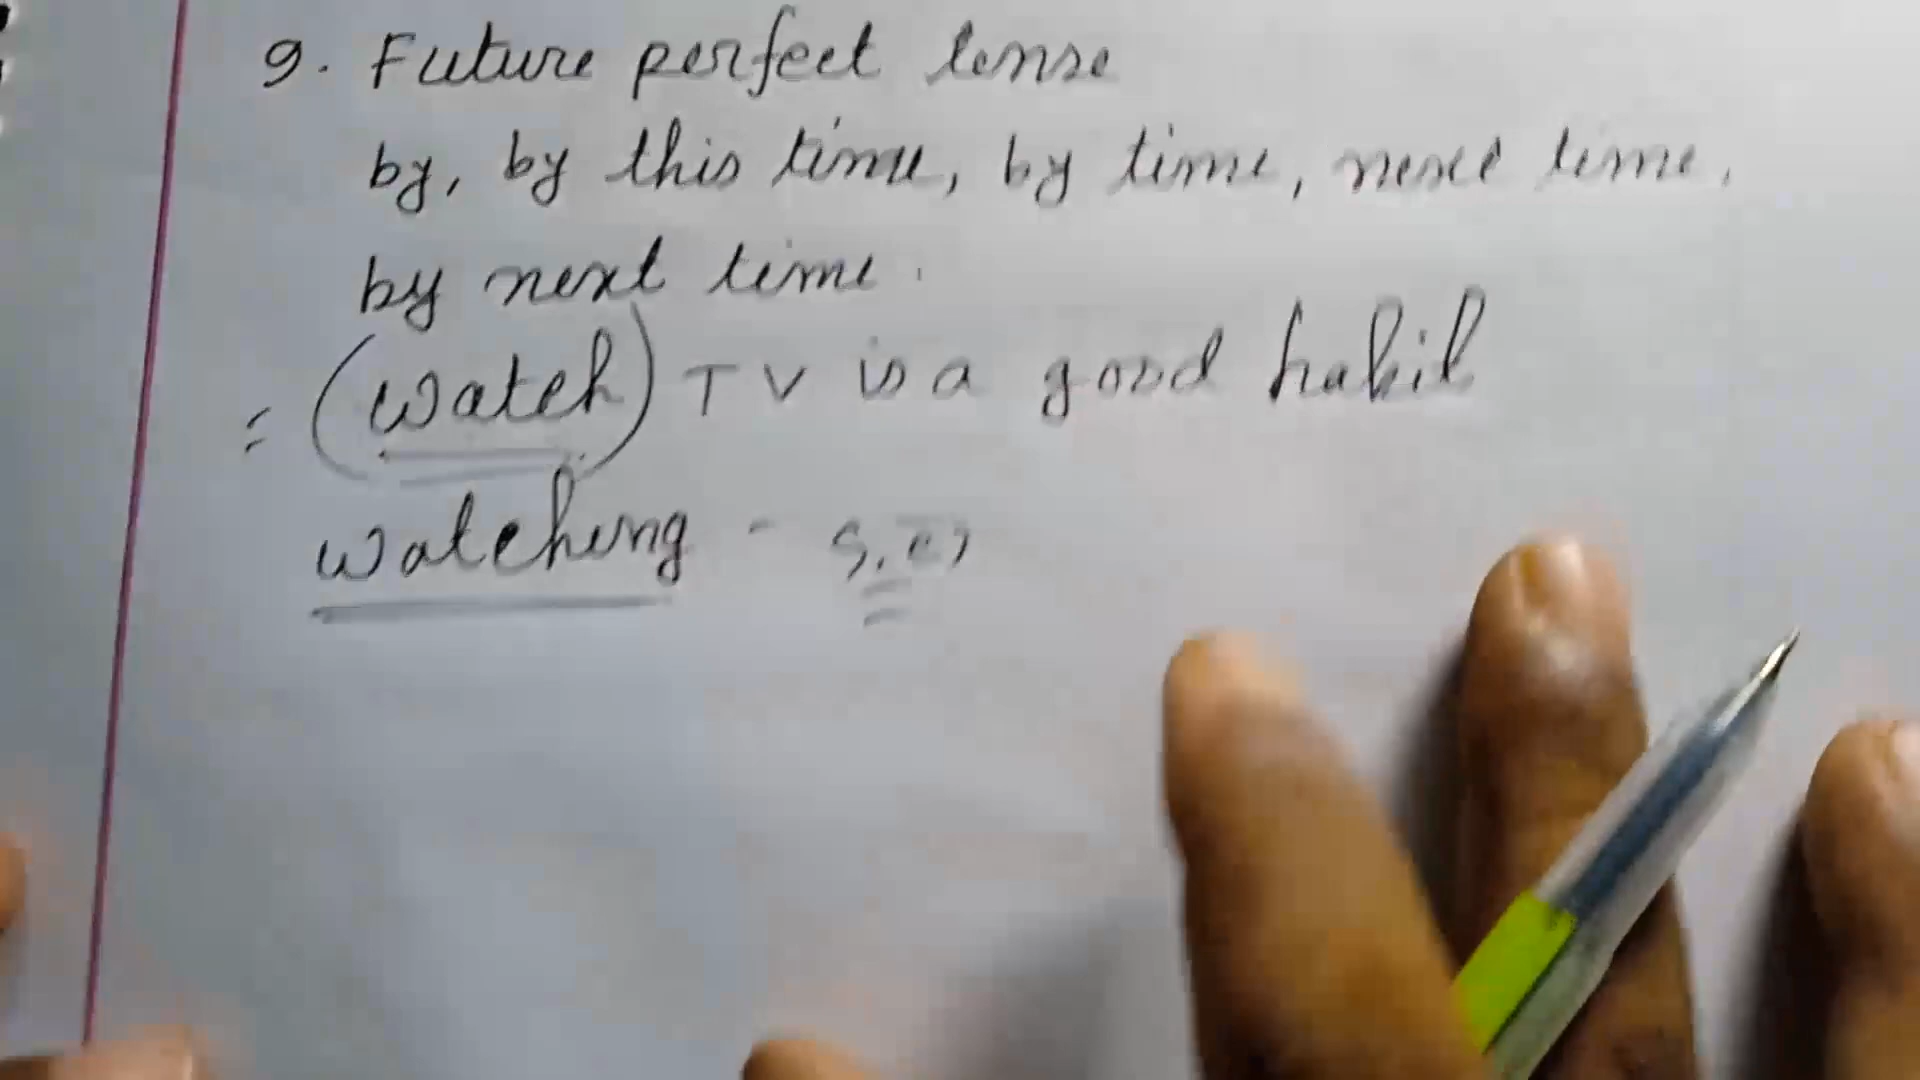 9. Future perfect tense
by, by this time, by time, next time,
by next time.
= (watch) TV is a good habit
watching - s, es